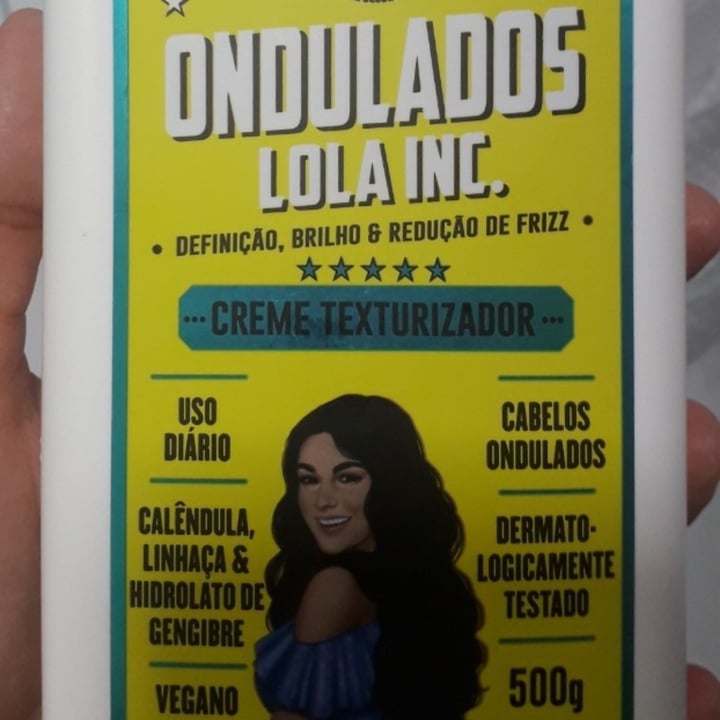 ONDULADOS
LOLA INC.
• DEFINIÇÃO, BRILHO & REDUÇÃO DE FRIZZ •
★★★★★
•••CREME TEXTURIZADOR•••
USO
DIÁRIO
CALÊNDULA,
LINHAÇA &
HIDROLATO DE
GENGIBRE
VEGANO
CABELOS
ONDULADOS
DERMATO-
LOGICAMENTE
TESTADO
500g